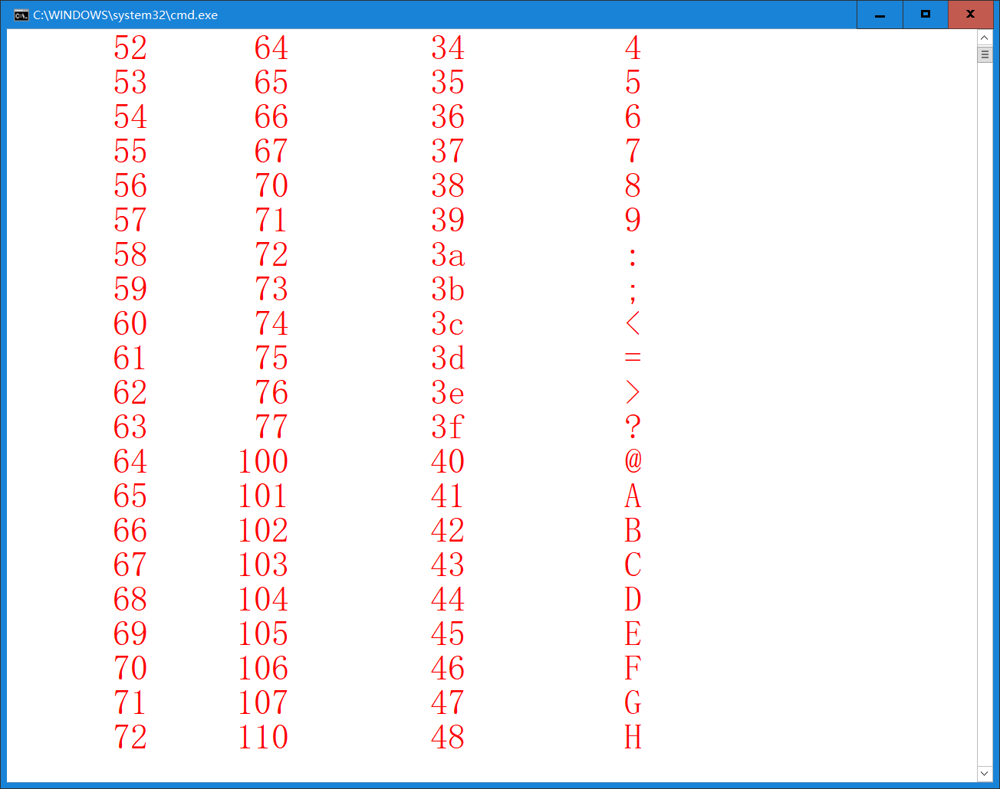 C:\WINDOWS\system32\cmd.exe
52 64 34 4
53 65 35 5
54 66 36 6
55 67 37 7
56 70 38 8
57 71 39 9
58 72 3a :
59 73 3b ;
60 74 3c <
61 75 3d =
62 76 3e >
63 77 3f ?
64 100 40 @
65 101 41 A
66 102 42 B
67 103 43 C
68 104 44 D
69 105 45 E
70 106 46 F
71 107 47 G
72 110 48 H